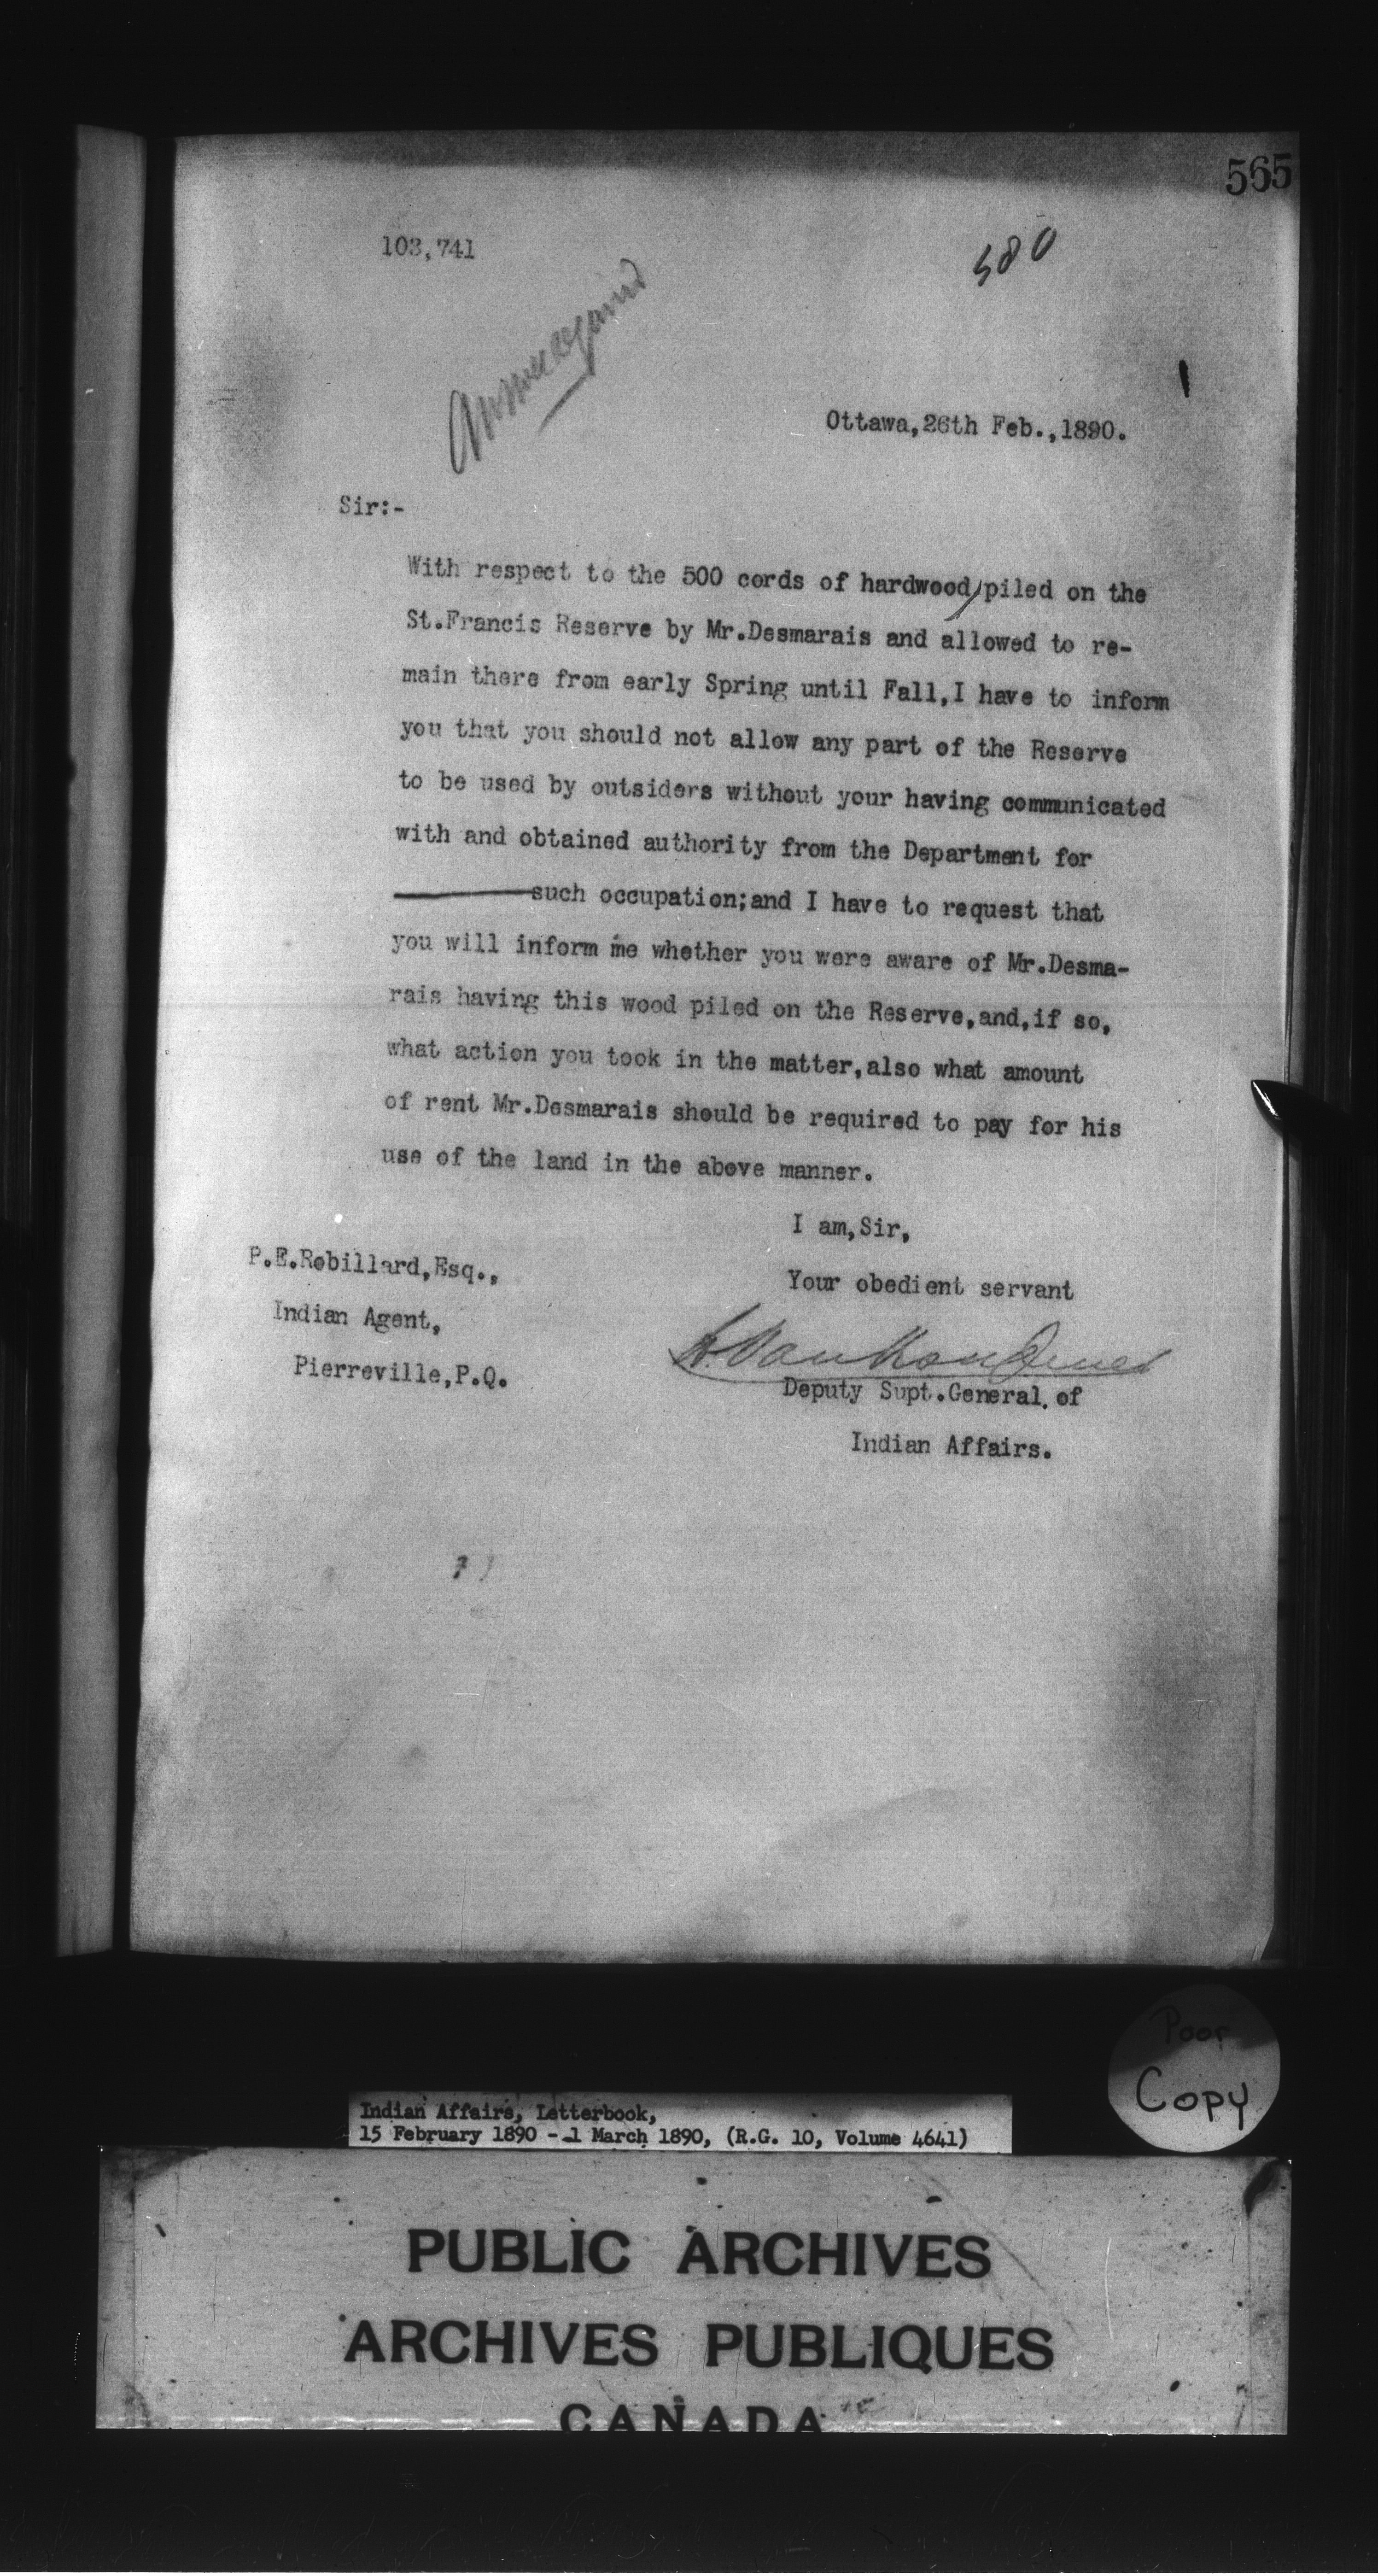 565
103,741
580
Ottawa,26th Feb.,1890.
Sir:-
With respect to the 500 cords of hardwood,piled on the
St.Francis Reserve by Mr.Desmarais and allowed to re-
main there from early Spring until Fall,I have to inform
you that you should not allow any part of the Reserve
to be used by outsiders without your having communicated
with and obtained authority from the Department for
such occupation;and I have to request that
you will inform me whether you were aware of Mr.Desma-
rais having this wood piled on the Reserve,and,if so,
what action you took in the matter,also what amount
of rent Mr.Desmarais should be required to pay for his
use of the land in the above manner.
I am,Sir,
Your obedient servant
P.E.Robillard,Esq.,
Indian Agent,
Pierreville,P.Q.
L. Vankoughnet
Deputy Supt.General of
Indian Affairs.
Poor
Copy
Indian Affairs, Letterbook,
15 February 1890 - 1 March 1890, (R.G. 10, Volume 4641)
PUBLIC ARCHIVES
ARCHIVES PUBLIQUES
CANADA